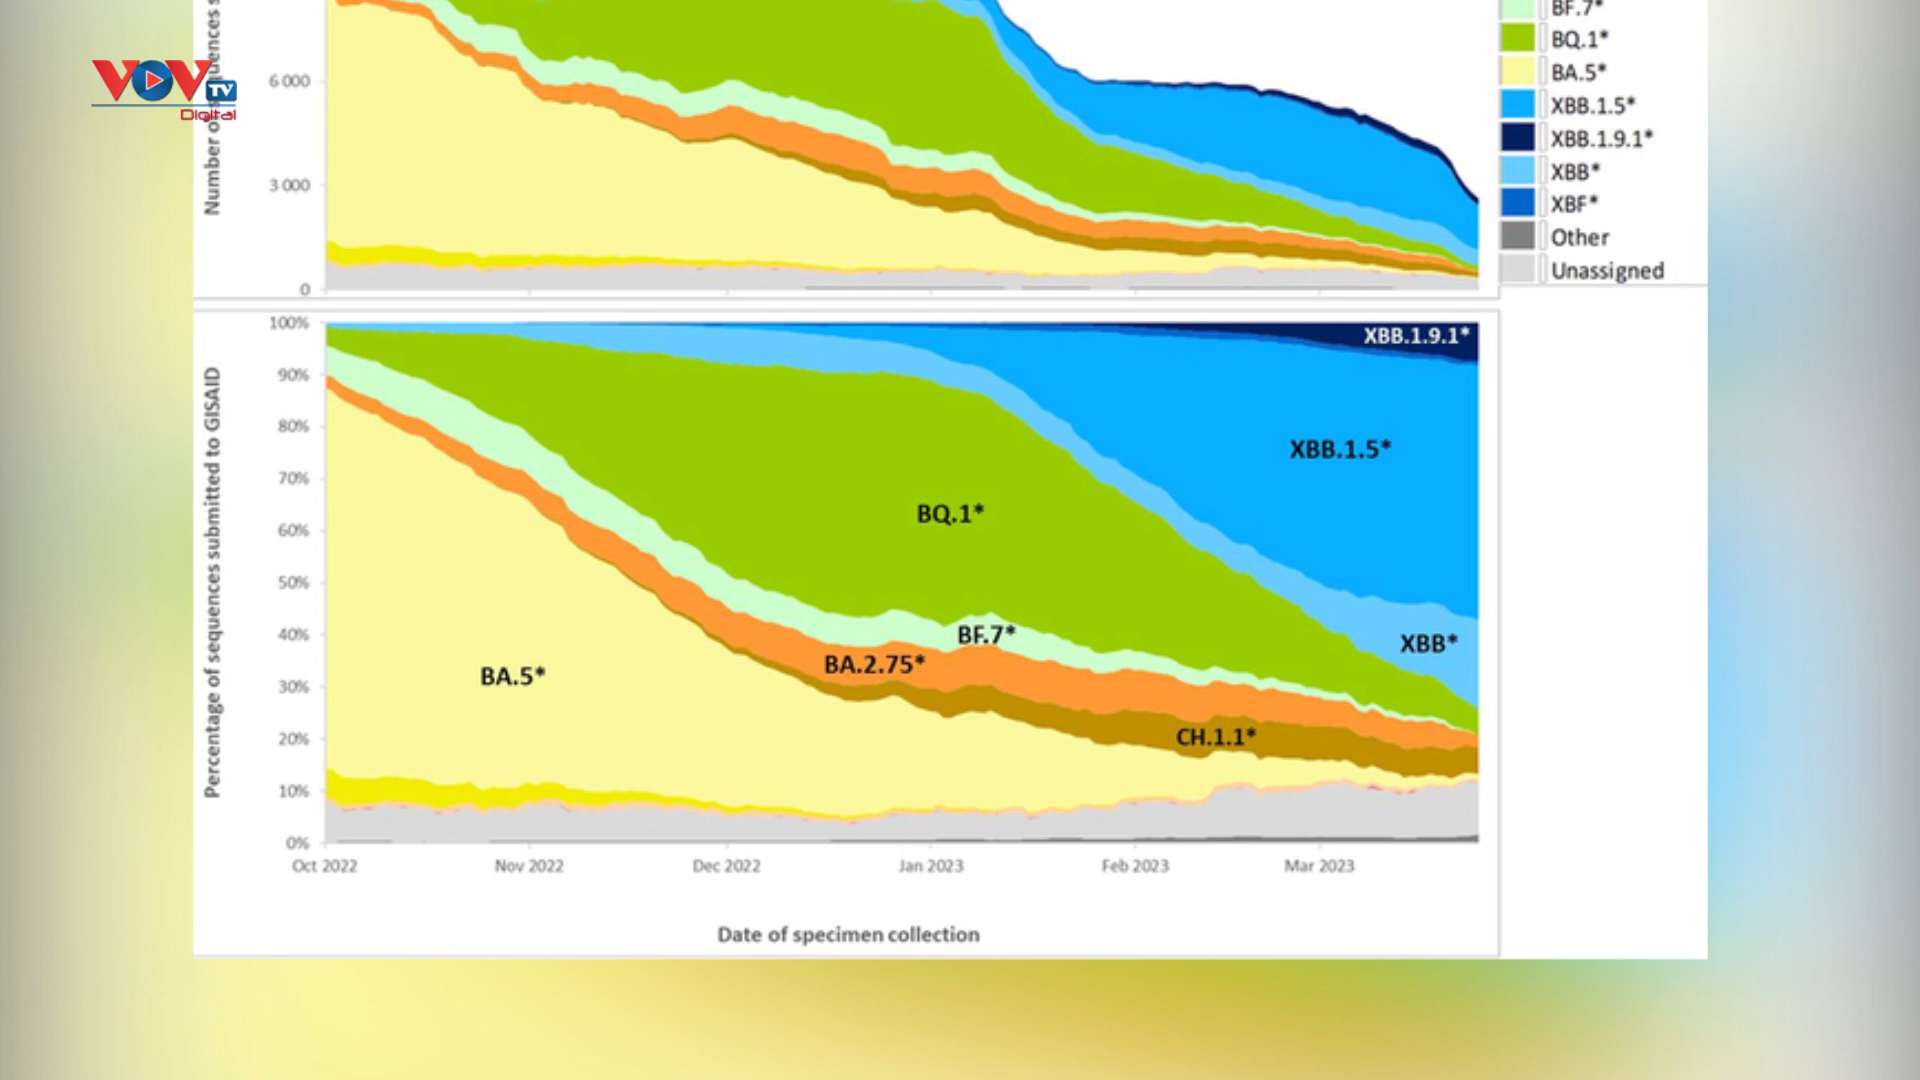 VOV TV
Digital
Number of sequences s
6 000
3 000
0
BF.7*
BQ.1*
BA.5*
XBB.1.5*
XBB.1.9.1*
XBB*
XBF*
Other
Unassigned
Percentage of sequences submitted to GISAID
100%
90%
80%
70%
60%
50%
40%
30%
20%
10%
0%
XBB.1.9.1*
XBB.1.5*
BQ.1*
BF.7*
XBB*
BA.2.75*
BA.5*
CH.1.1*
Oct 2022 Nov 2022 Dec 2022 Jan 2023 Feb 2023 Mar 2023
Date of specimen collection